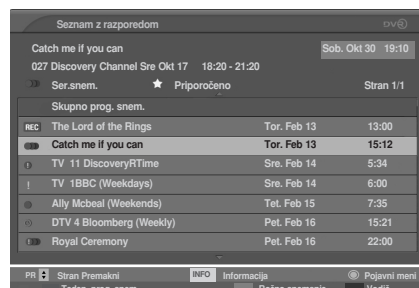 Seznam z razporedom DVR
Catch me if you can Sob. Okt 30 19:10
027 Discovery Channel Sre Okt 17 18:20 - 21:20
Ser.snem. Priporočeno Stran 1/1
Skupno prog. snem.
REC The Lord of the Rings Tor. Feb 13 13:00
Catch me if you can Tor. Feb 13 15:12
TV 11 DiscoveryRTime Sre. Feb 14 5:34
! TV 1BBC (Weekdays) Sre. Feb 14 6:00
Ally Mcbeal (Weekends) Tet. Feb 15 7:35
DTV 4 Bloomberg (Weekly) Pet. Feb 16 15:21
Royal Ceremony Pet. Feb 16 22:00
PR Stran Premakni INFO Informacija Pojavni meni